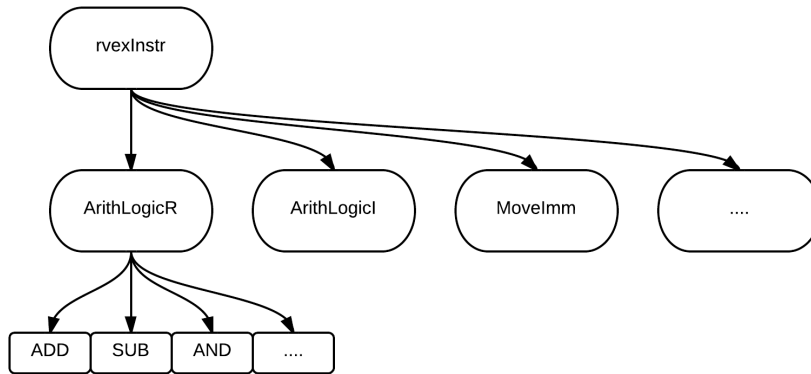 rvexInstr
ArithLogicR
ArithLogicI
MoveImm
....
ADD
SUB
AND
....